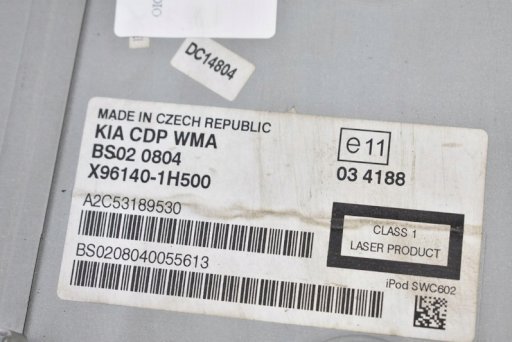 DC14804
MADE IN CZECH REPUBLIC
KIA CDP WMA
BS02 0804
X96140-1H500
e11
03 4188
A2C53189530
CLASS 1
LASER PRODUCT
BS0208040055613
iPod SWC602